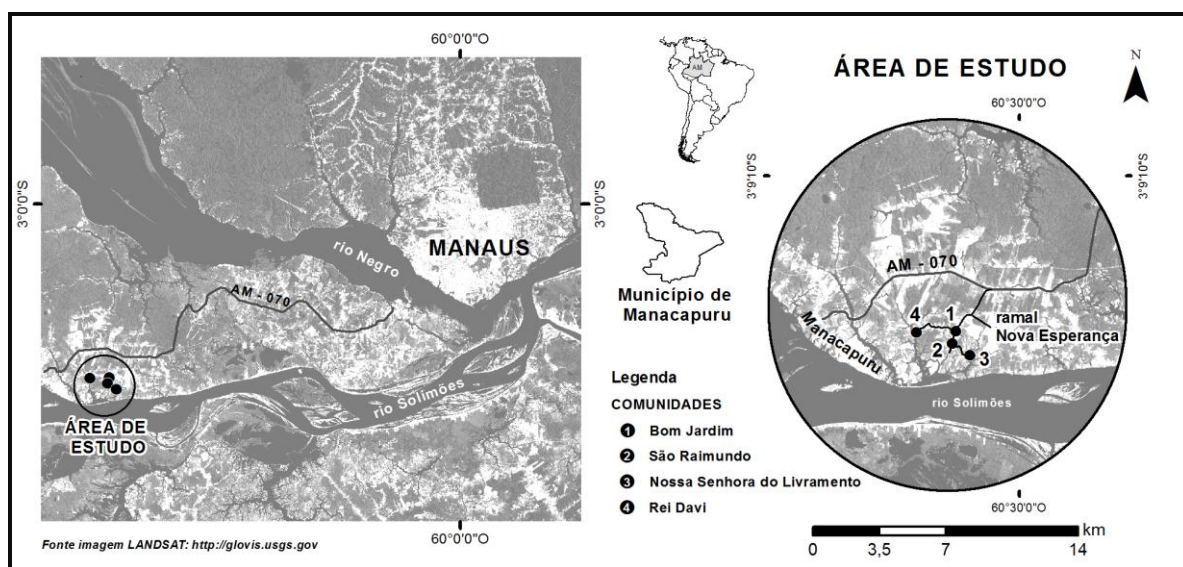 60°0'0"O
3°0'0"S
rio Negro
MANAUS
AM - 070
rio Solimões
ÁREA DE
ESTUDO
60°0'0"O
Fonte imagem LANDSAT: http://glovis.usgs.gov
3°0'0"S
AM
Município de
Manacapuru
Legenda
COMUNIDADES
1 Bom Jardim
2 São Raimundo
3 Nossa Senhora do Livramento
4 Rei Davi
ÁREA DE ESTUDO
N
60°30'0"O
3°9'10"S
3°9'10"S
AM - 070
4
1
ramal
Nova Esperança
2
3
Manacapuru
rio Solimões
60°30'0"O
km
0 3,5 7 14